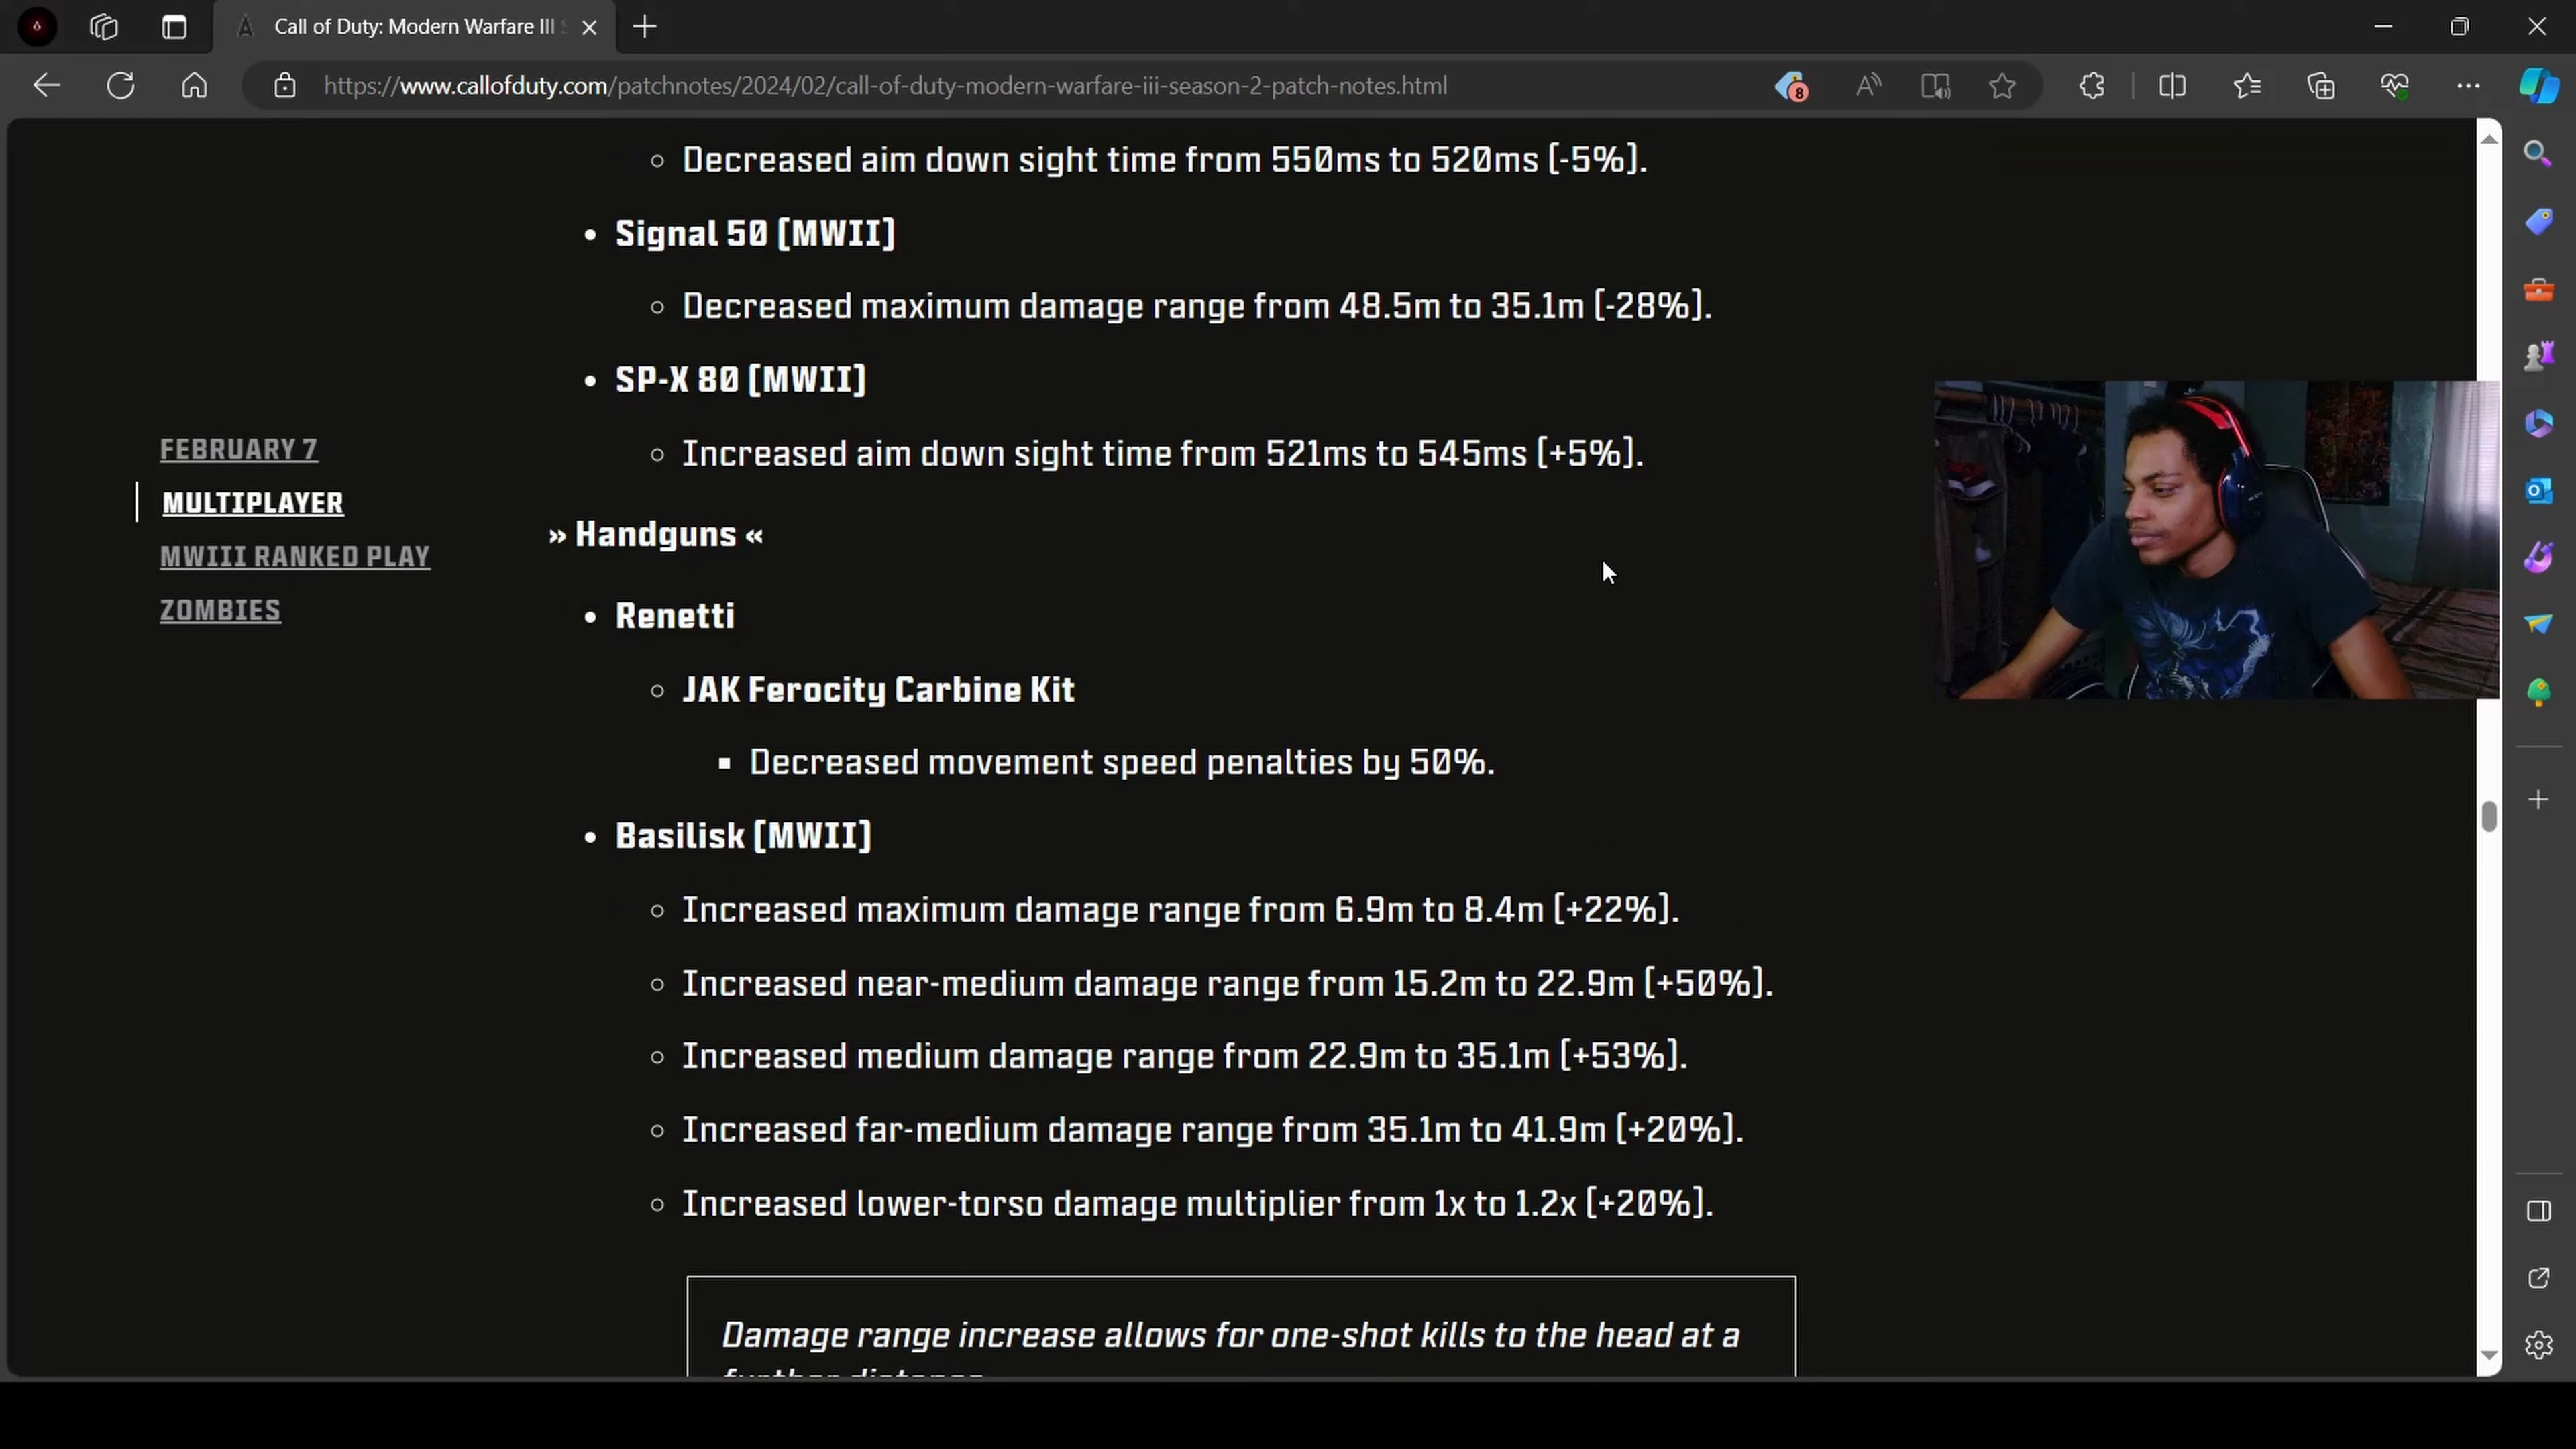 Call of Duty: Modern Warfare III
https://www.callofduty.com/patchnotes/2024/02/call-of-duty-modern-warfare-iii-season-2-patch-notes.html
8
Decreased aim down sight time from 550ms to 520ms [-5%].
Signal 50 [MWII]
Decreased maximum damage range from 48.5m to 35.1m [-28%].
SP-X 80 [MWII]
Increased aim down sight time from 521ms to 545ms [+5%].
FEBRUARY 7
MULTIPLAYER
MWIII RANKED PLAY
ZOMBIES
» Handguns «
Renetti
JAK Ferocity Carbine Kit
Decreased movement speed penalties by 50%.
Basilisk [MWII]
Increased maximum damage range from 6.9m to 8.4m [+22%].
Increased near-medium damage range from 15.2m to 22.9m [+50%].
Increased medium damage range from 22.9m to 35.1m [+53%].
Increased far-medium damage range from 35.1m to 41.9m [+20%].
Increased lower-torso damage multiplier from 1x to 1.2x [+20%].
Damage range increase allows for one-shot kills to the head at a
further distance